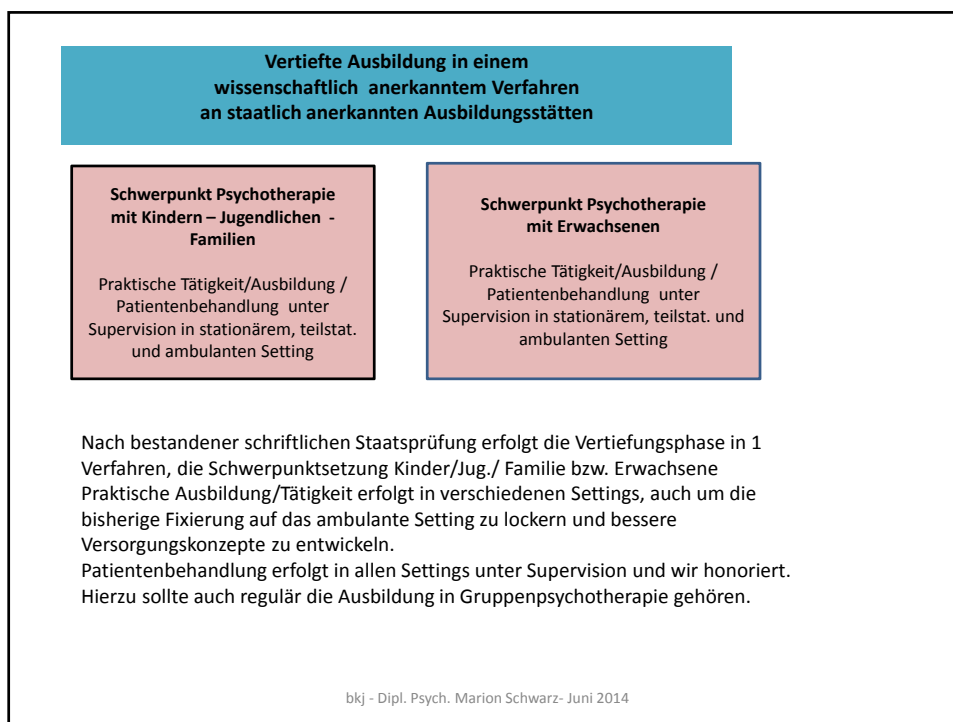 Vertiefte Ausbildung in einem
wissenschaftlich anerkanntem Verfahren
an staatlich anerkannten Ausbildungsstätten
Schwerpunkt Psychotherapie
mit Kindern – Jugendlichen -
Familien
Praktische Tätigkeit/Ausbildung /
Patientenbehandlung unter
Supervision in stationärem, teilstat.
und ambulanten Setting
Schwerpunkt Psychotherapie
mit Erwachsenen
Praktische Tätigkeit/Ausbildung /
Patientenbehandlung unter
Supervision in stationärem, teilstat. und
ambulanten Setting
Nach bestandener schriftlichen Staatsprüfung erfolgt die Vertiefungsphase in 1
Verfahren, die Schwerpunktsetzung Kinder/Jug./ Familie bzw. Erwachsene
Praktische Ausbildung/Tätigkeit erfolgt in verschiedenen Settings, auch um die
bisherige Fixierung auf das ambulante Setting zu lockern und bessere
Versorgungskonzepte zu entwickeln.
Patientenbehandlung erfolgt in allen Settings unter Supervision und wir honoriert.
Hierzu sollte auch regulär die Ausbildung in Gruppenpsychotherapie gehören.
bkj - Dipl. Psych. Marion Schwarz- Juni 2014